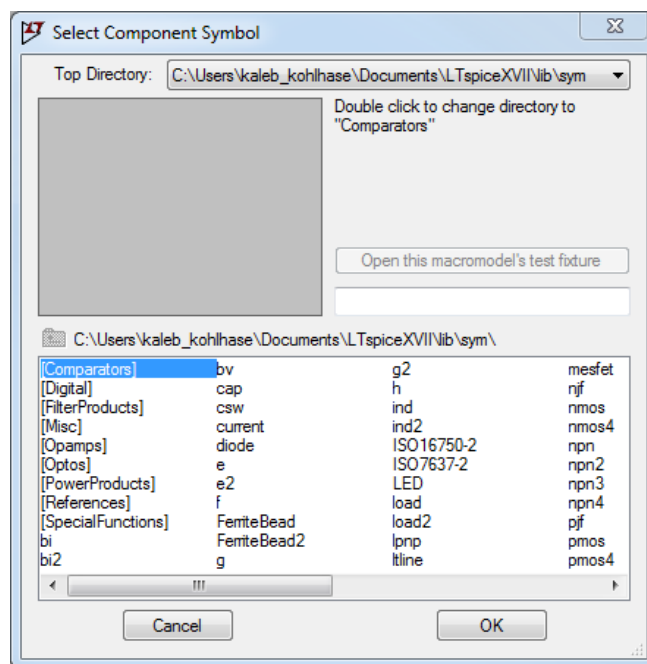 Select Component Symbol
Top Directory: C:\Users\kaleb_kohlhase\Documents\LTspiceXVII\lib\sym
Double click to change directory to
"Comparators"
Open this macromodel's test fixture
C:\Users\kaleb_kohlhase\Documents\LTspiceXVII\lib\sym\
[Comparators] bv g2 mesfet
[Digital] cap h njf
[FilterProducts] csw ind nmos
[Misc] current ind2 nmos4
[Opamps] diode ISO16750-2 npn
[Optos] e ISO7637-2 npn2
[PowerProducts] e2 LED npn3
[References] f load npn4
[SpecialFunctions] FerriteBead load2 pjf
bi FerriteBead2 lpnp pmos
bi2 g ltline pmos4
Cancel OK